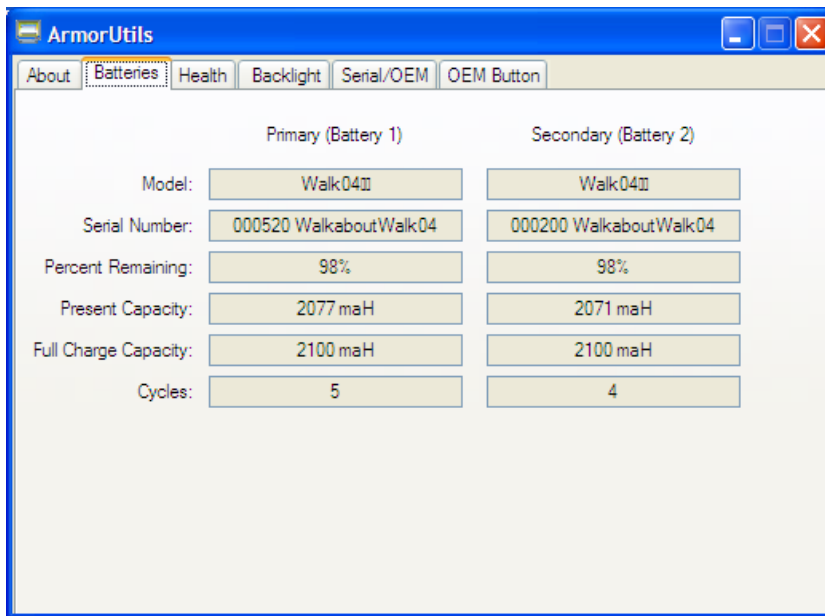 ArmorUtils
About Batteries Health Backlight Serial/OEM OEM Button
Primary (Battery 1) Secondary (Battery 2)
Model: Walk04▯▯ Walk04▯▯
Serial Number: 000520 WalkaboutWalk04 000200 WalkaboutWalk04
Percent Remaining: 98% 98%
Present Capacity: 2077 maH 2071 maH
Full Charge Capacity: 2100 maH 2100 maH
Cycles: 5 4